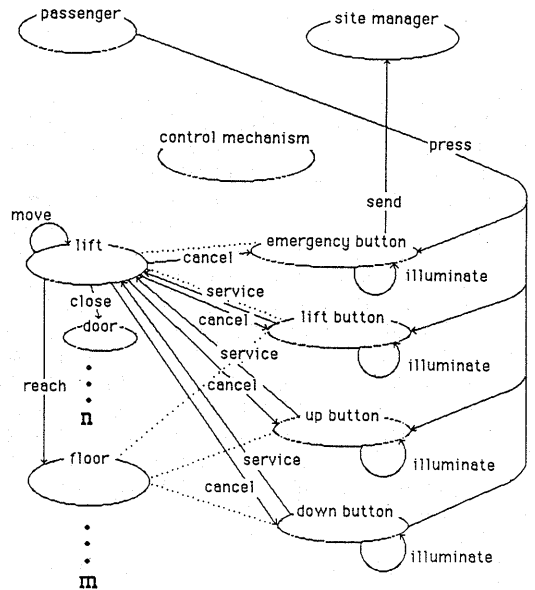 passenger
site manager
control mechanism
press
send
move
lift
emergency button
cancel
illuminate
service
close
cancel
lift button
door
service
illuminate
reach
cancel
n
up button
floor
service
illuminate
cancel
down button
illuminate
m